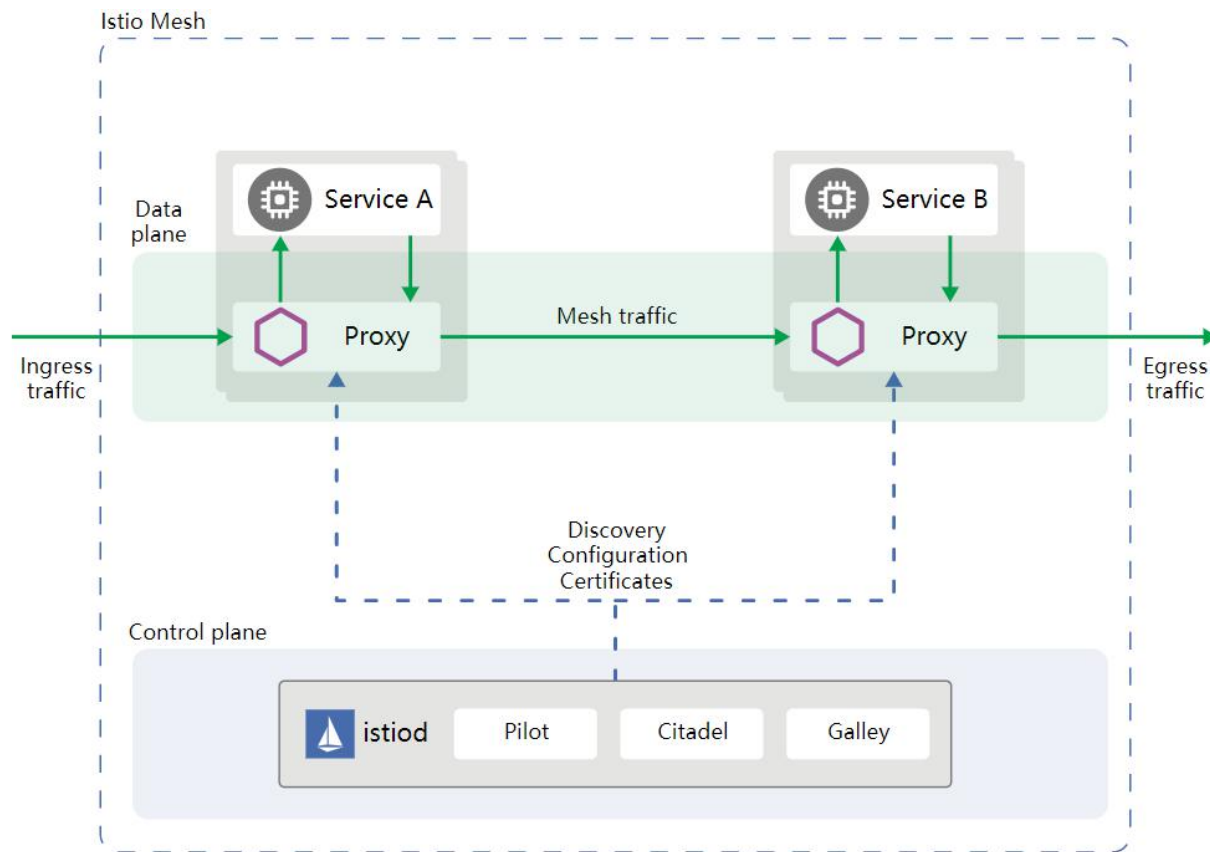 Istio Mesh
Data
plane
Service A
Service B
Ingress
traffic
Proxy
Mesh traffic
Proxy
Egress
traffic
Discovery
Configuration
Certificates
Control plane
istiod
Pilot
Citadel
Galley